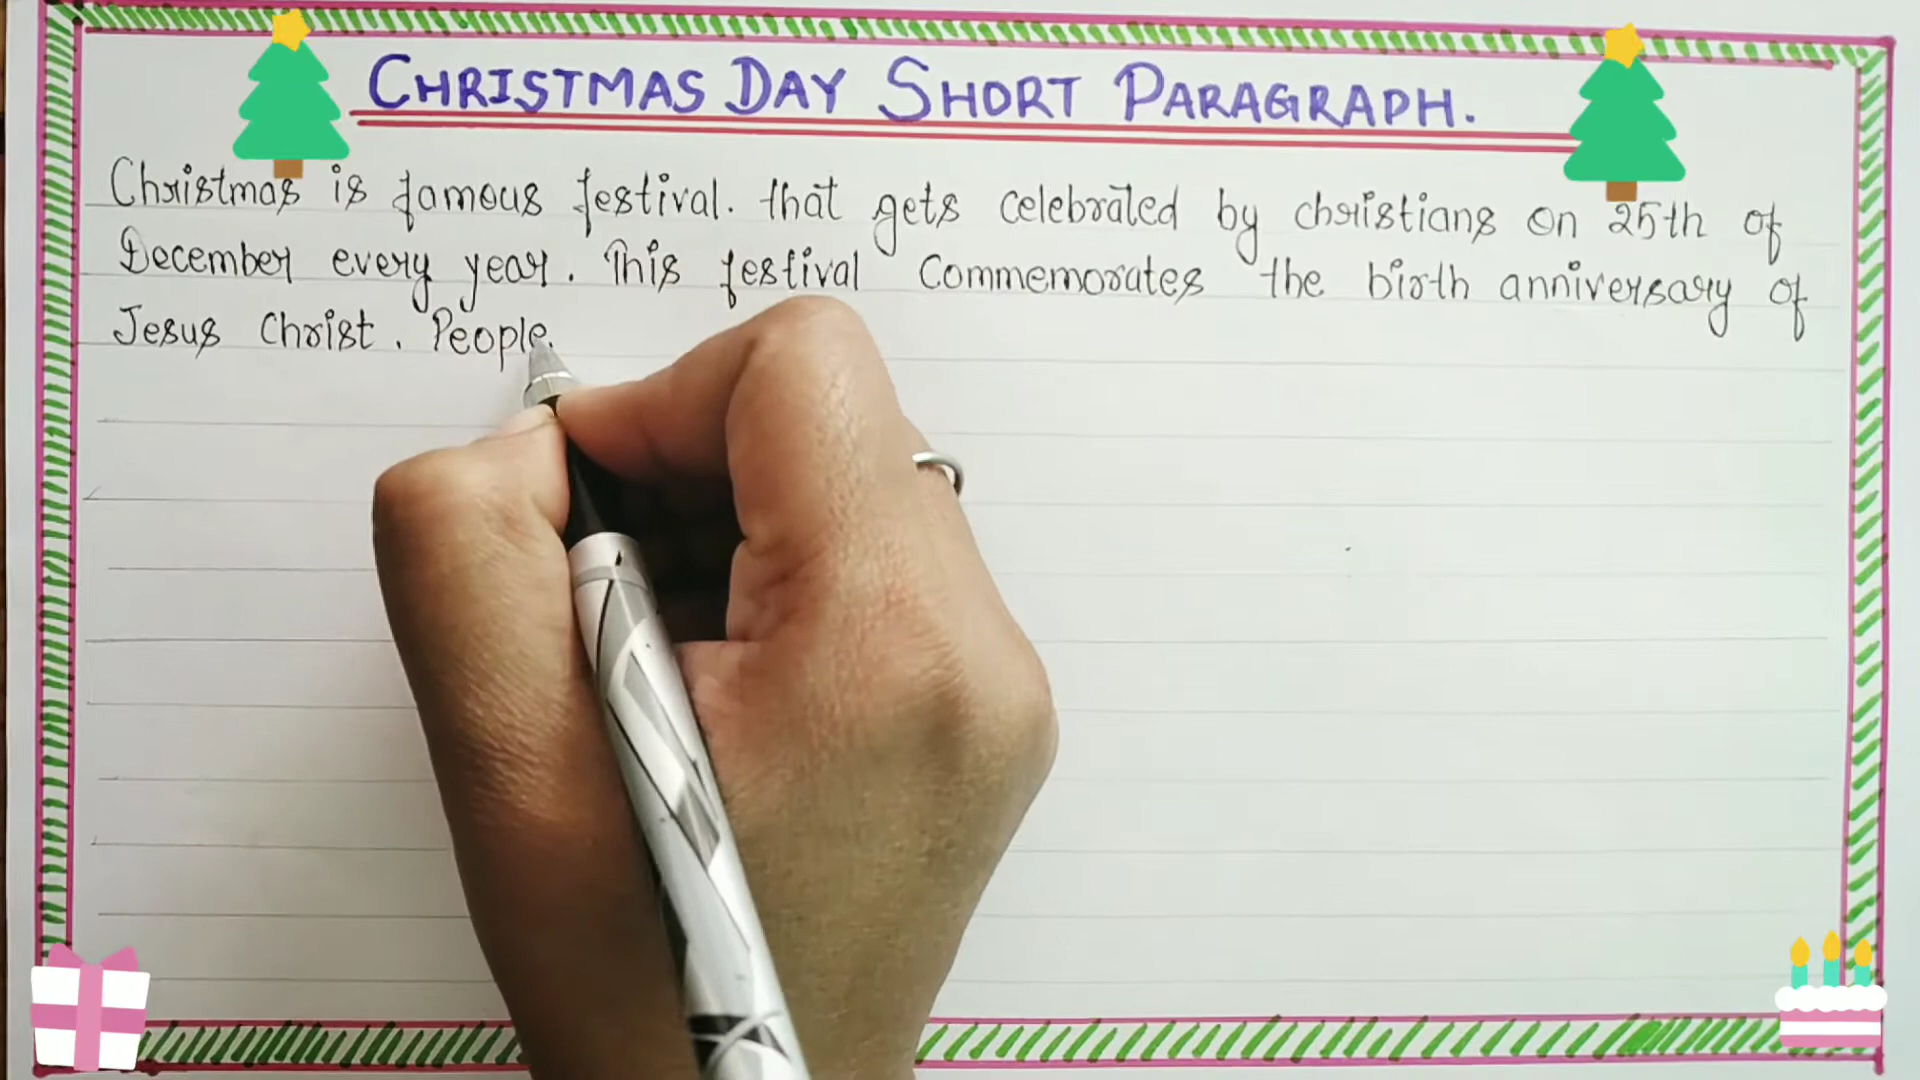 CHRISTMAS DAY SHORT PARAGRAPH.
Christmas is famous festival. that gets celebrated by christians on 25th of
December every year. This festival commemorates the birth anniversary of
Jesus Christ. People